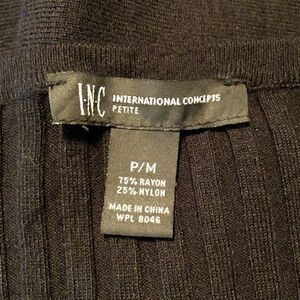 I·N·C INTERNATIONAL CONCEPTS
PETITE
P/M
75% RAYON
25% NYLON
MADE IN CHINA
WPL 8046